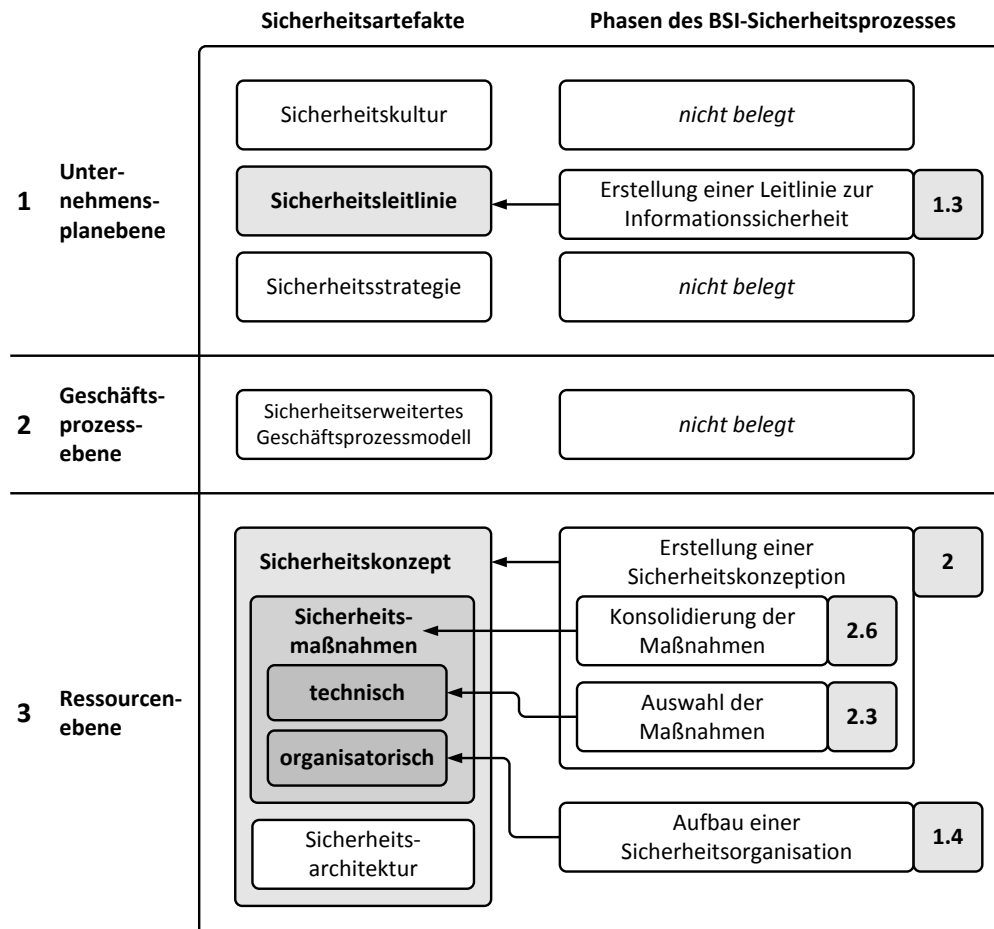 Sicherheitsartefakte
Phasen des BSI-Sicherheitsprozesses
1
Unter-
nehmens-
planebene
Sicherheitskultur
nicht belegt
Sicherheitsleitlinie
Erstellung einer Leitlinie zur
Informationssicherheit
1.3
Sicherheitsstrategie
nicht belegt
2
Geschäfts-
prozess-
ebene
Sicherheitserweitertes
Geschäftsprozessmodell
nicht belegt
3
Ressourcen-
ebene
Sicherheitskonzept
Erstellung einer
Sicherheitskonzeption
2
Sicherheits-
maßnahmen
Konsolidierung der
Maßnahmen
2.6
technisch
Auswahl der
Maßnahmen
2.3
organisatorisch
Aufbau einer
Sicherheitsorganisation
1.4
Sicherheits-
architektur